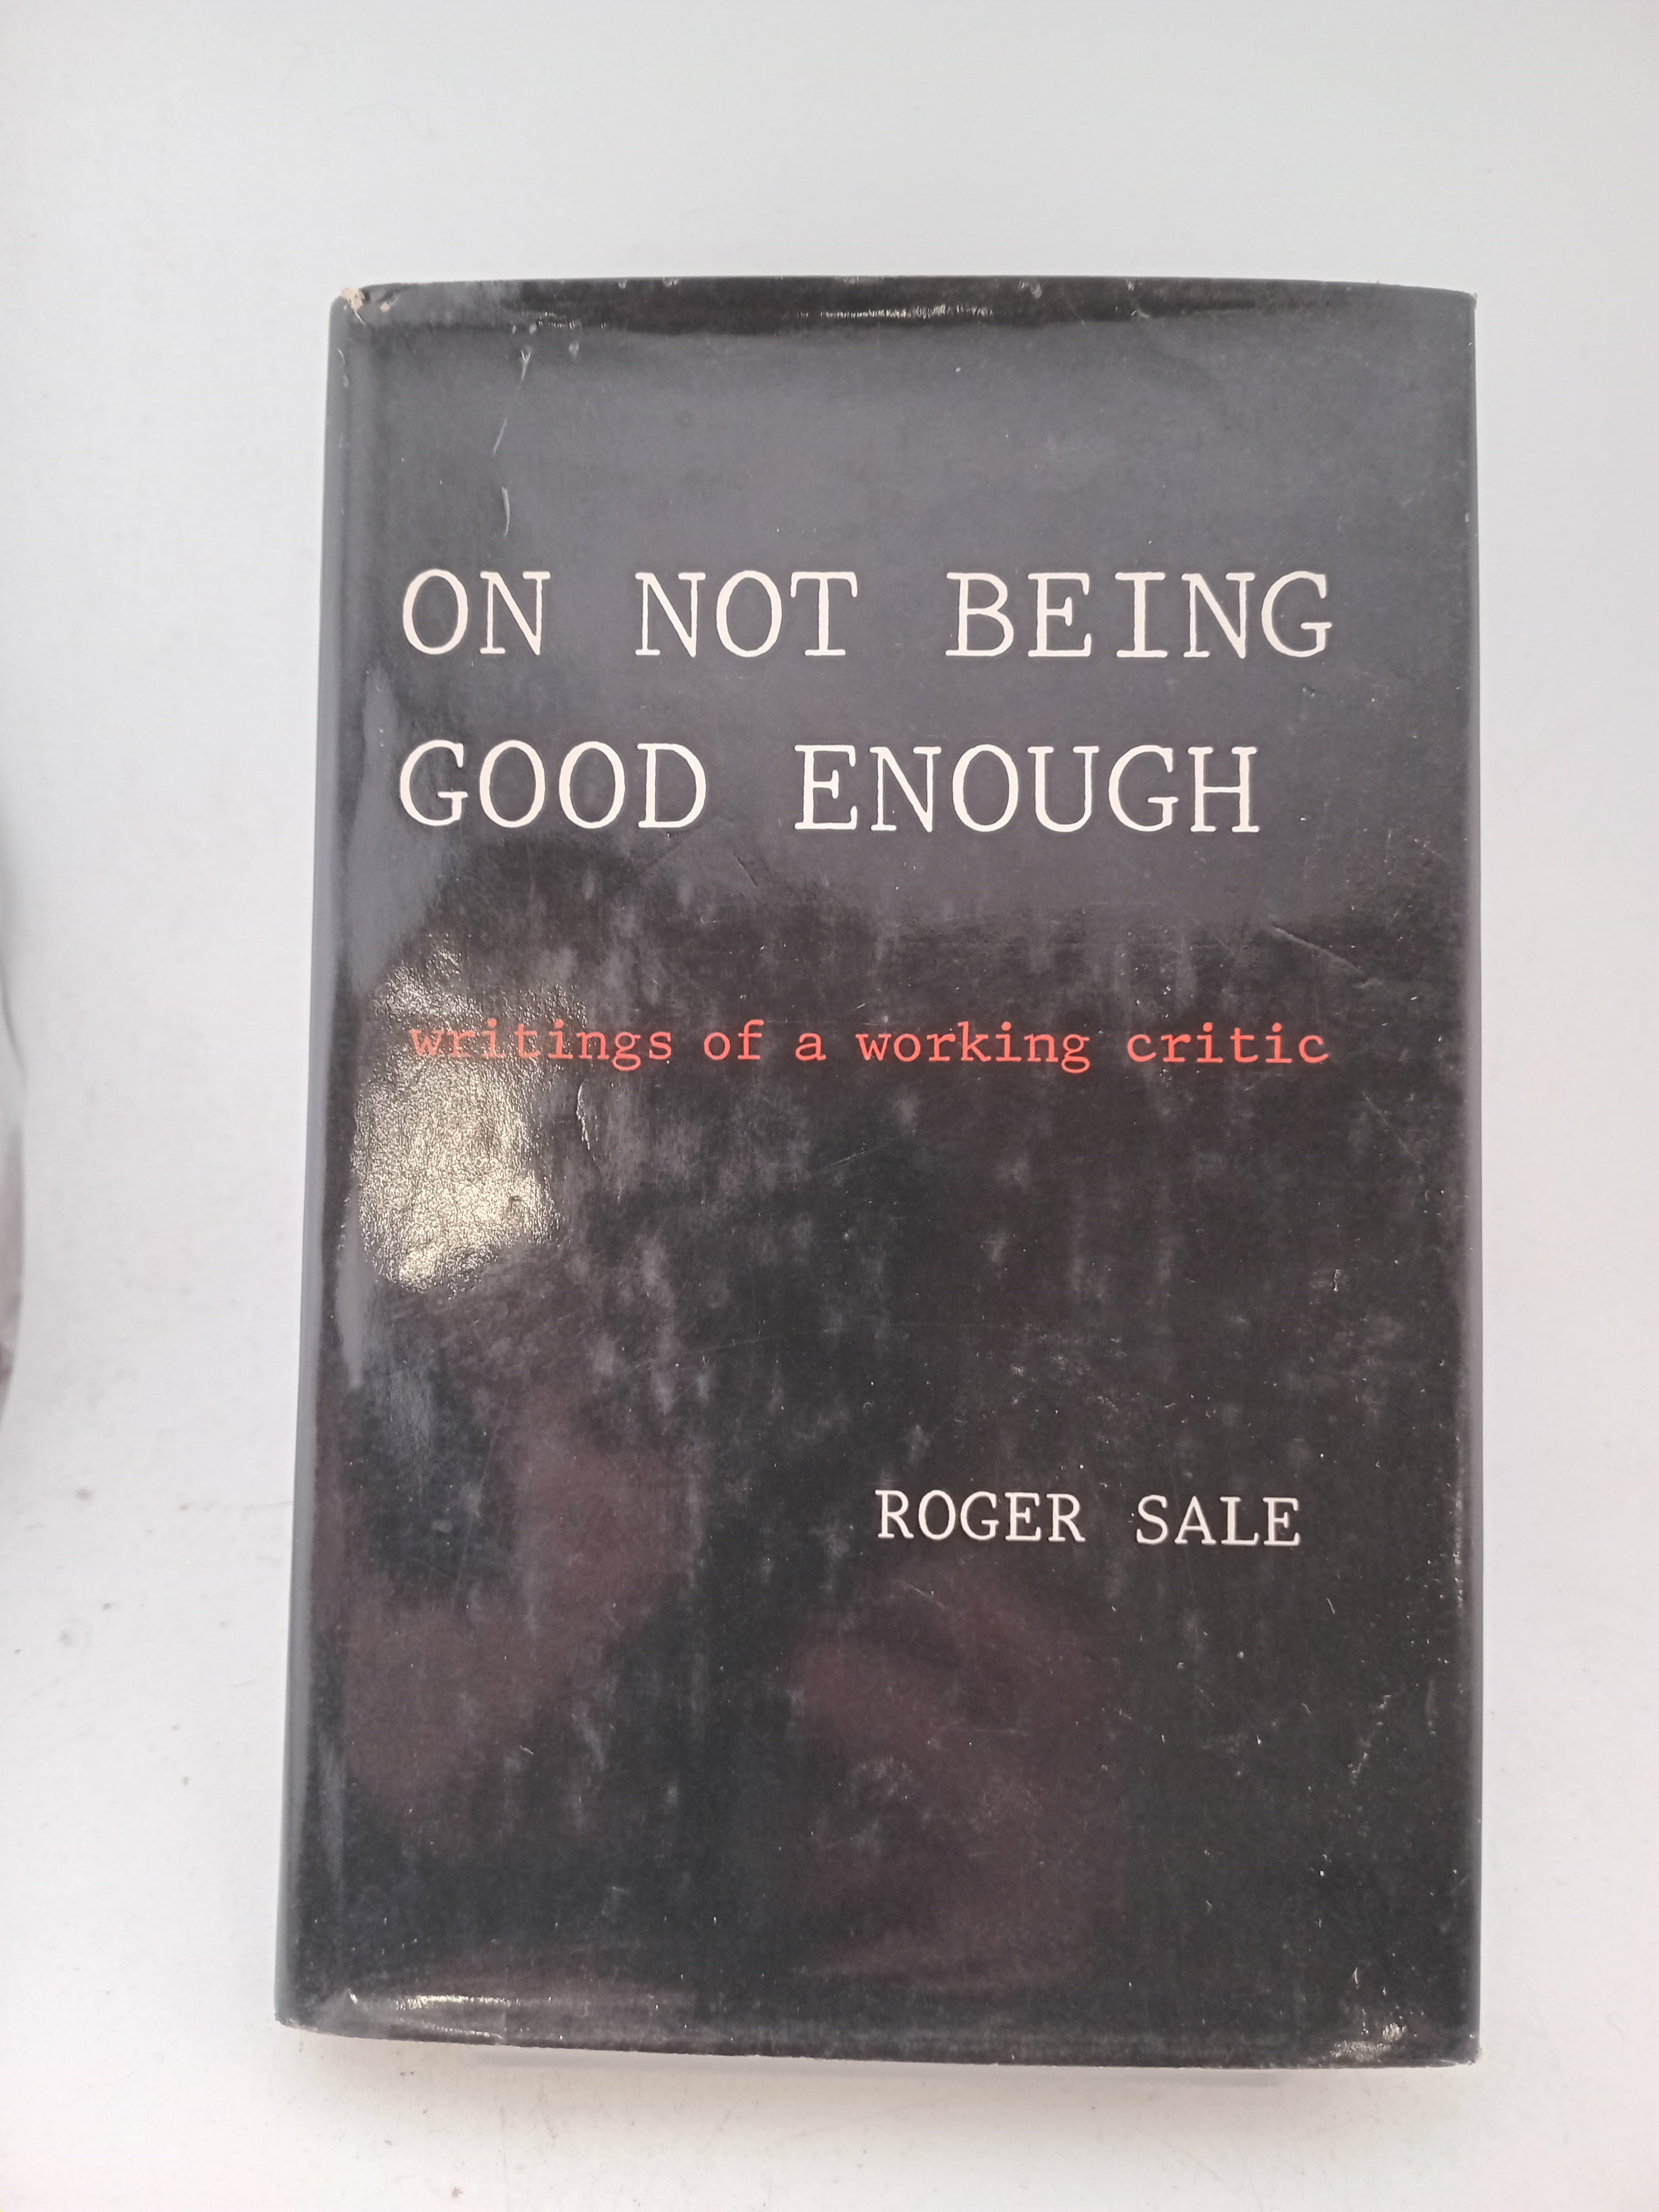 ON NOT BEING
GOOD ENOUGH
writings of a working critic
ROGER SALE